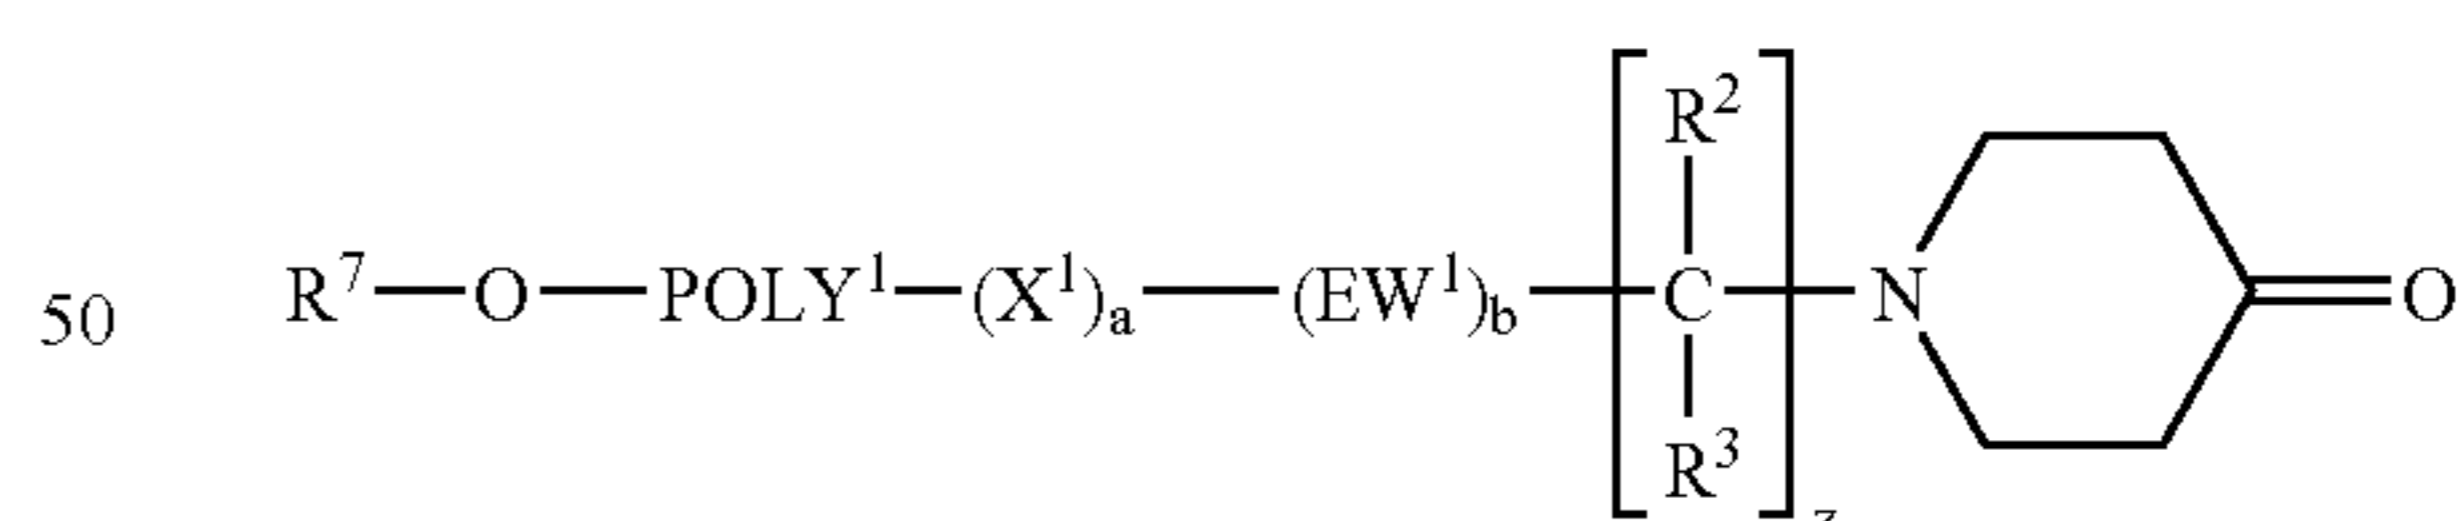 R²
50 R⁷—O—POLY¹—(X¹)ₐ—(EW¹)b—C—N=O
R³
z